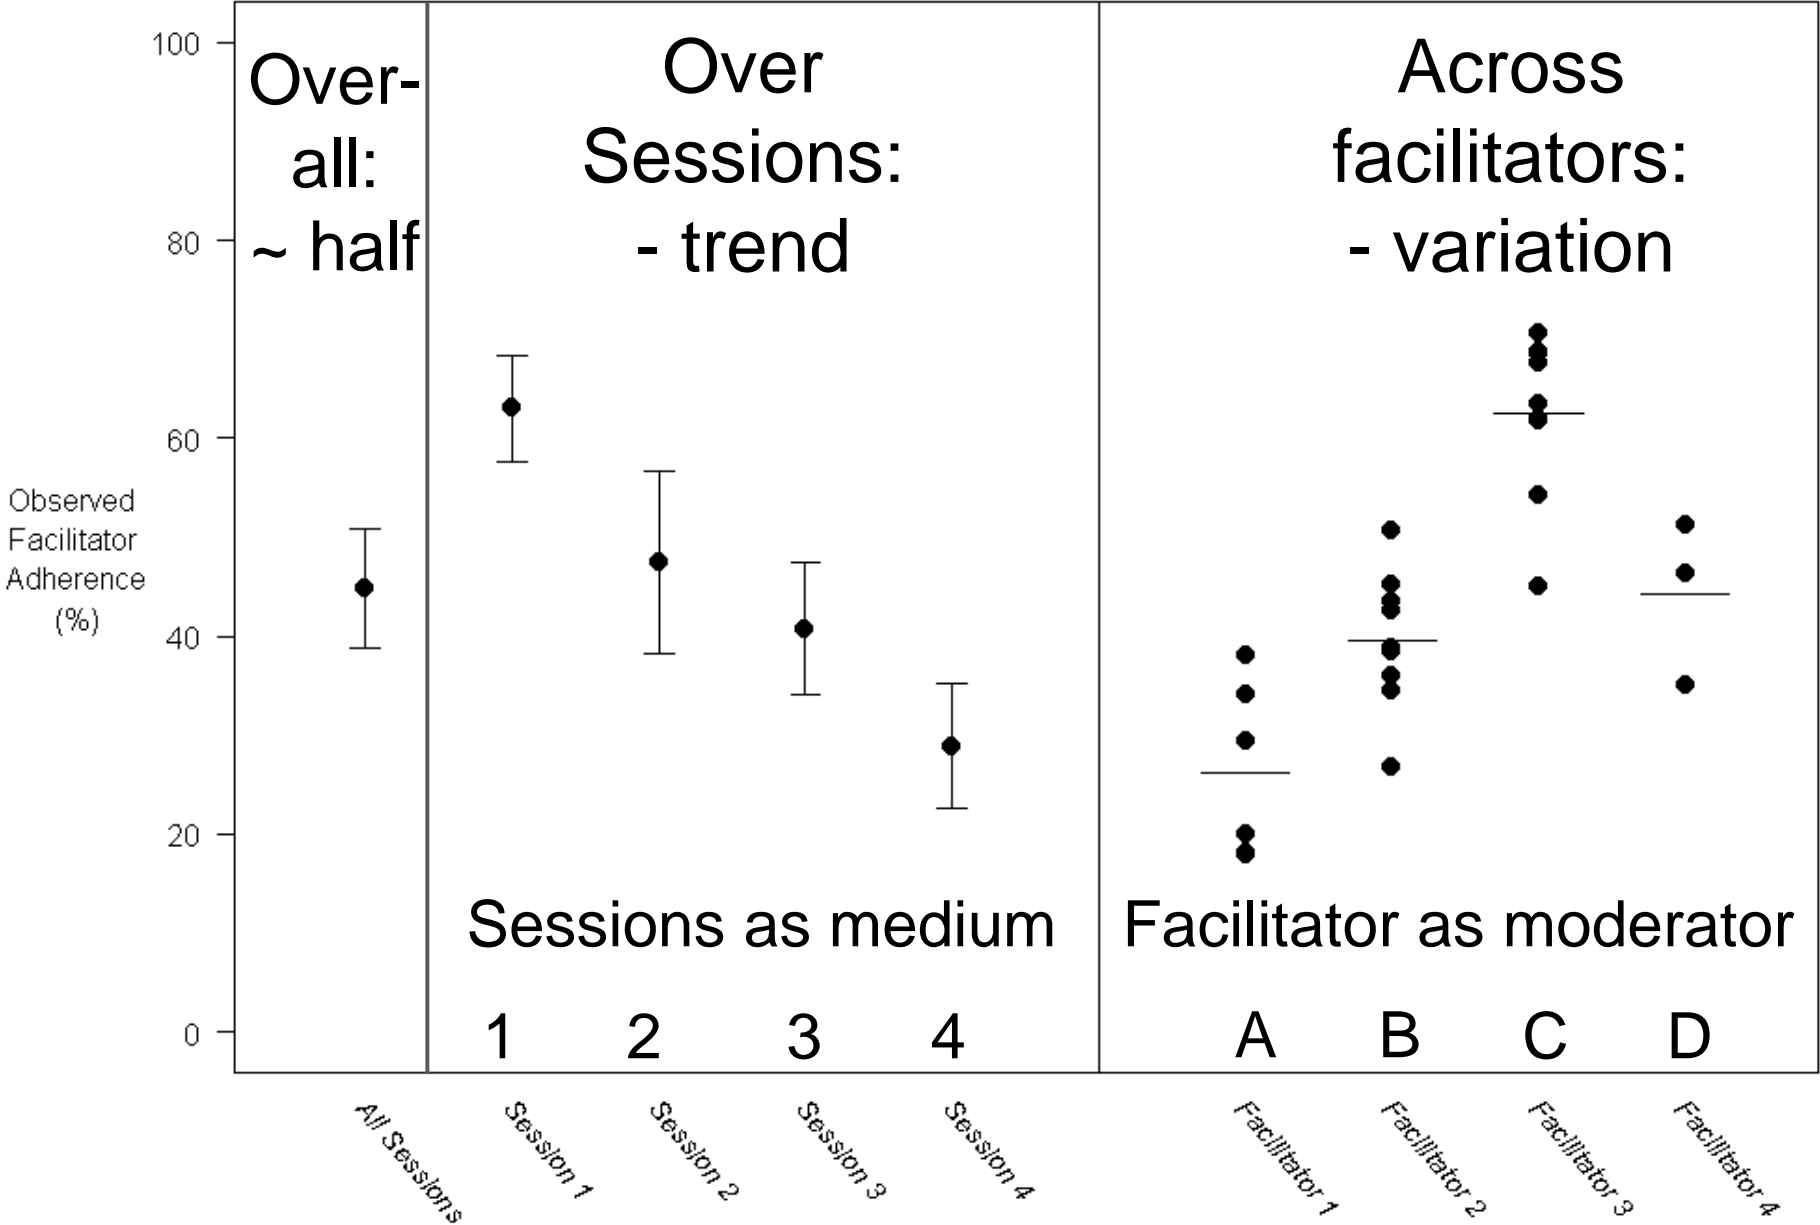 100
80
60
40
20
0
Observed
Facilitator
Adherence
(%)
Over-
all:
~ half
Over
Sessions:
- trend
Across
facilitators:
- variation
Sessions as medium
Facilitator as moderator
1 2 3 4
A B C D
All Sessions
Session 1
Session 2
Session 3
Session 4
Facilitator 1
Facilitator 2
Facilitator 3
Facilitator 4